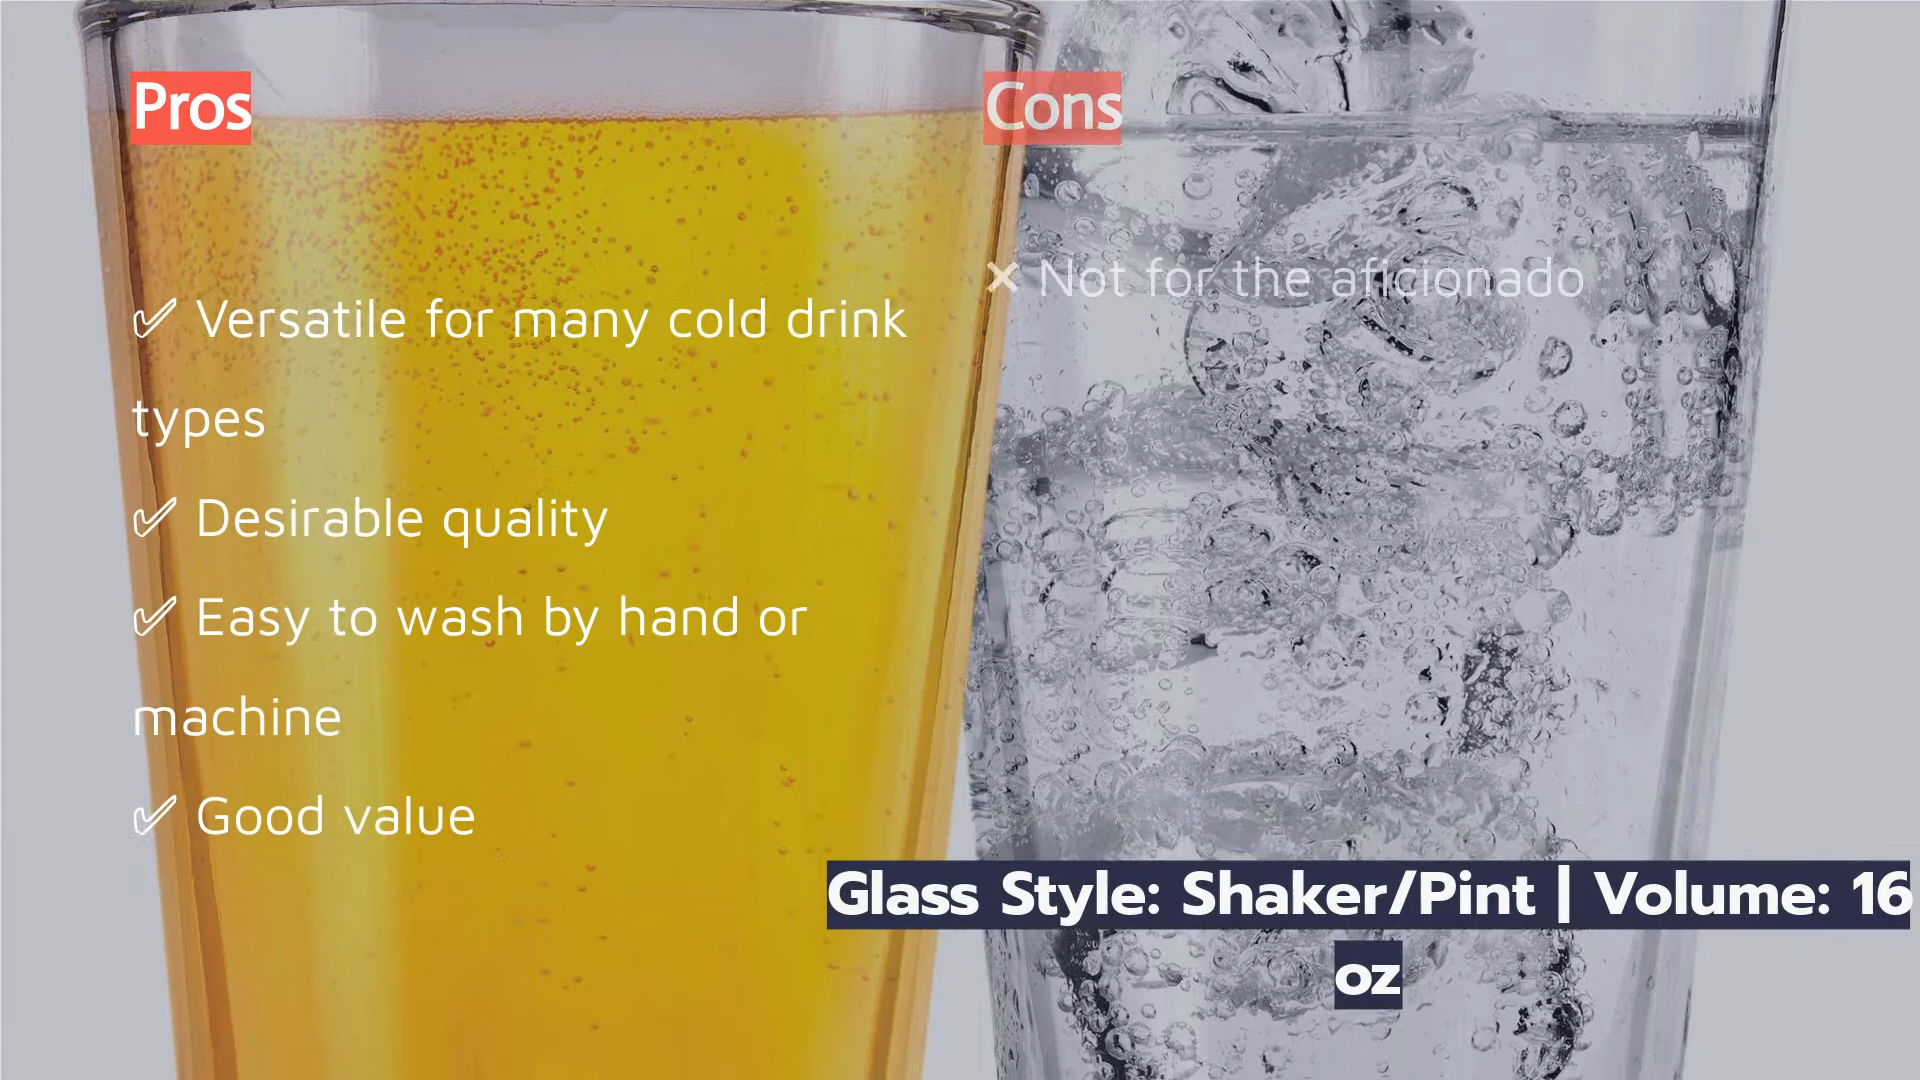 Pros
✔ Versatile for many cold drink
types
✔ Desirable quality
✔ Easy to wash by hand or
machine
✔ Good value
Cons
✕ Not for the aficionado
Glass Style: Shaker/Pint | Volume: 16
oz